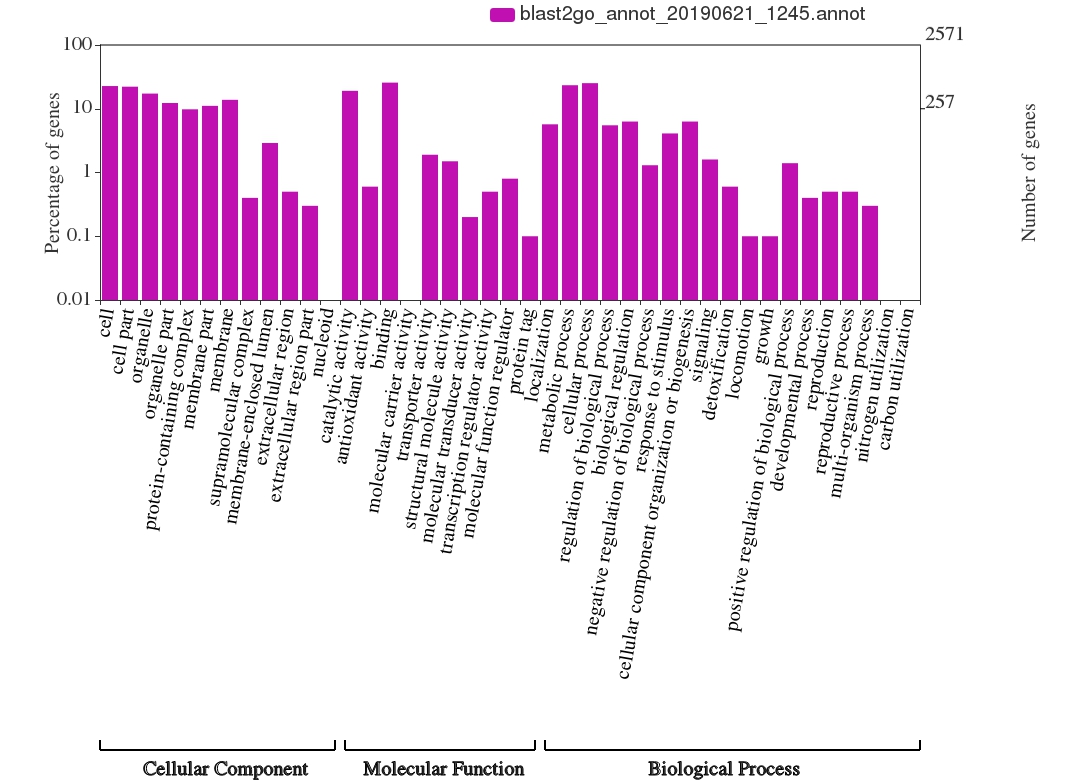 blast2go_annot_20190621_1245.annot
100
10
1
0.1
0.01
Percentage of genes
2571
257
Number of genes
cell
cell part
organelle
organelle part
protein-containing complex
membrane part
membrane
supramolecular complex
membrane-enclosed lumen
extracellular region
extracellular region part
nucleoid
catalytic activity
antioxidant activity
binding
molecular carrier activity
transporter activity
structural molecule activity
molecular transducer activity
transcription regulator activity
molecular function regulator
protein tag
localization
metabolic process
cellular process
regulation of biological process
biological regulation
negative regulation of biological process
response to stimulus
cellular component organization or biogenesis
signaling
detoxification
locomotion
growth
positive regulation of biological process
developmental process
reproduction
reproductive process
multi-organism process
nitrogen utilization
carbon utilization
Cellular Component
Molecular Function
Biological Process